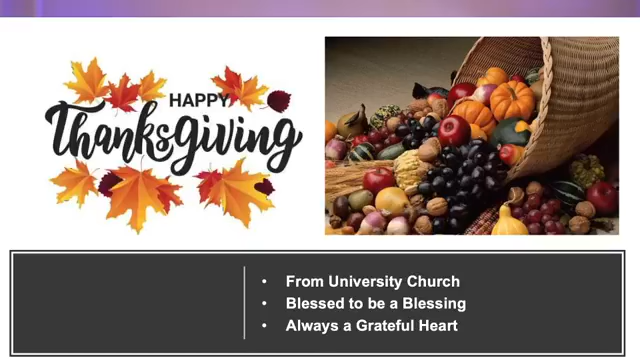 HAPPY
Thanksgiving
• From University Church
• Blessed to be a Blessing
• Always a Grateful Heart